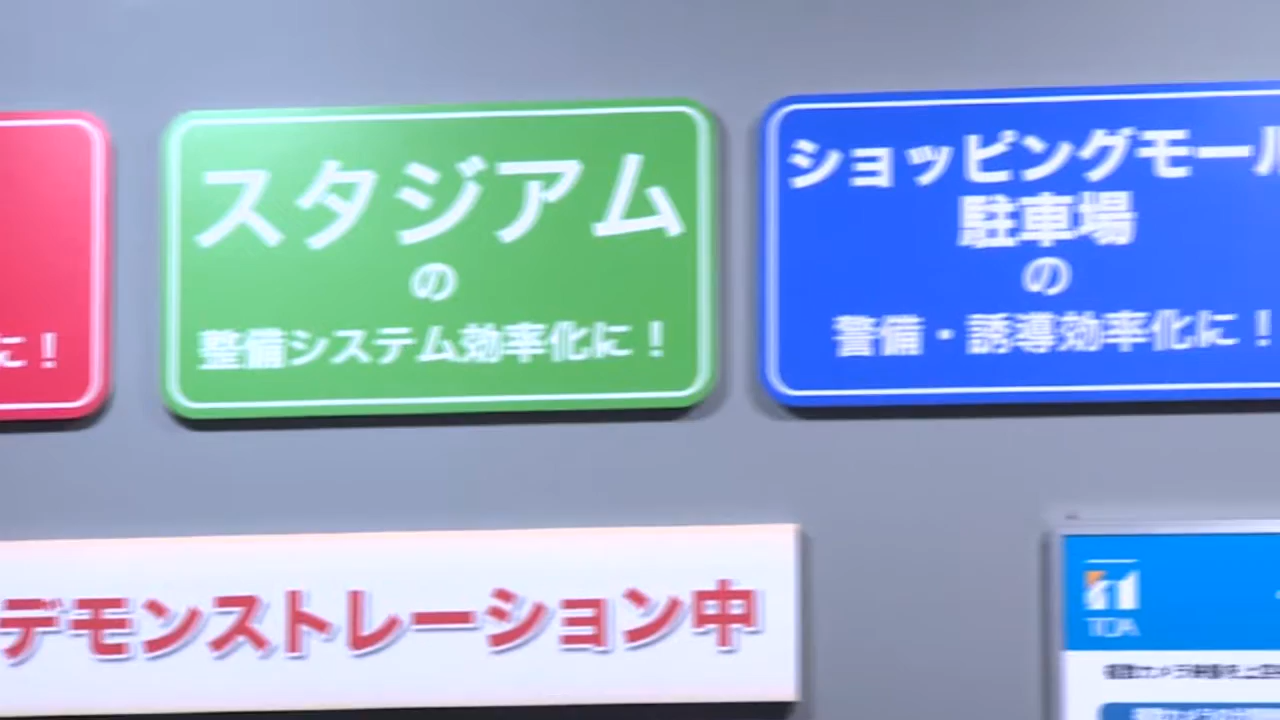 に！
スタジアム
の
整備システム効率化に！
ショッピングモール
駐車場
の
警備・誘導効率化に！
デモンストレーション中
TOA